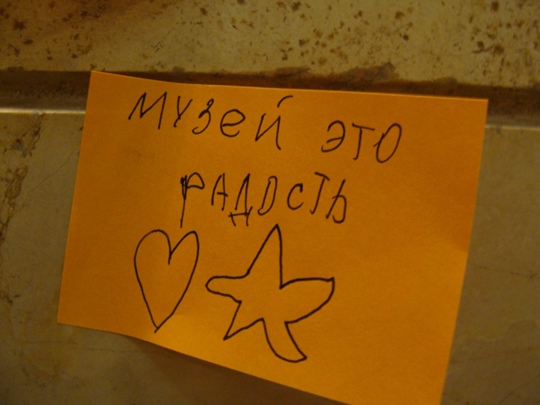 музей это
радость